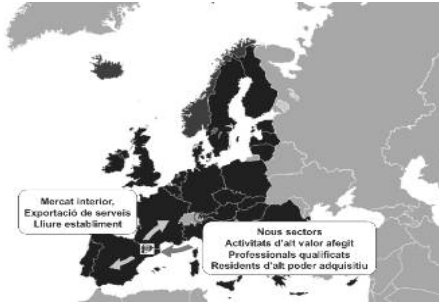 Mercat interior,
Exportació de serveis
Lliure establiment
Nous sectors
Activitats d'alt valor afegit
Professionals qualificats
Residents d'alt poder adquisitiu